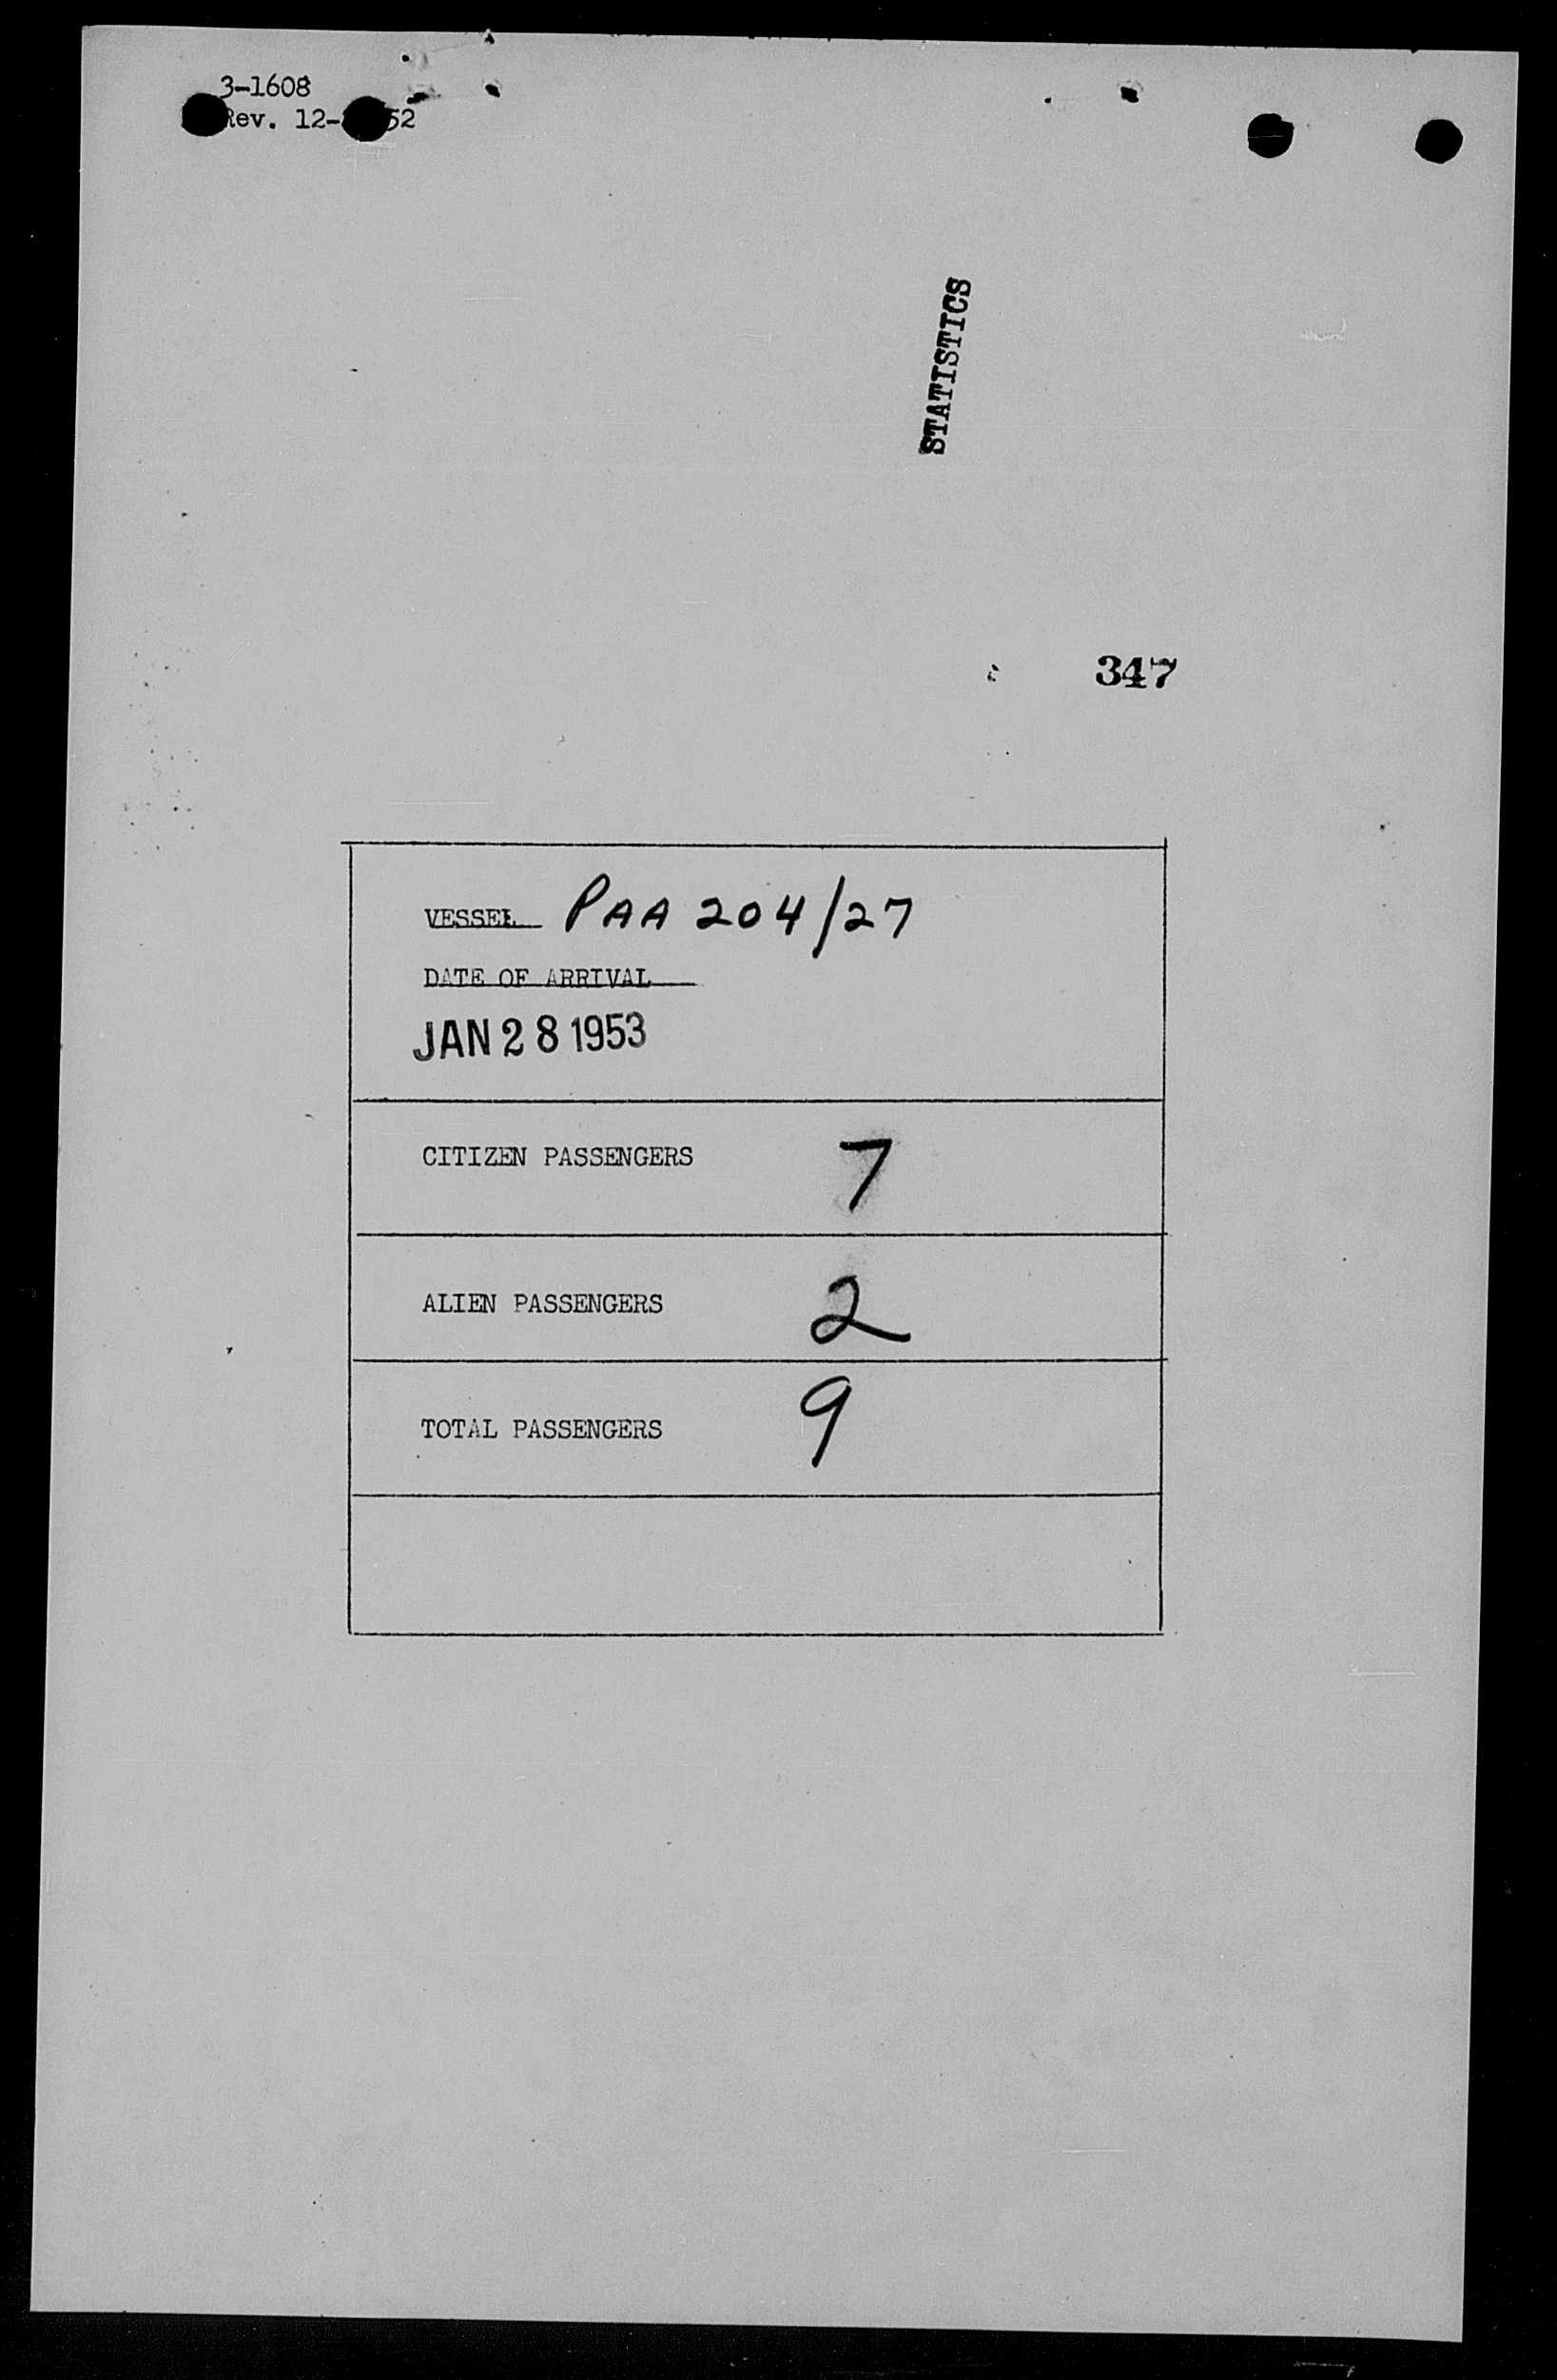 3-1608
Rev. 12- 52
STATISTICS
347
VESSEL PAA 204/27
DATE OF ARRIVAL
JAN 28 1953
CITIZEN PASSENGERS 7
ALIEN PASSENGERS 2
TOTAL PASSENGERS 9